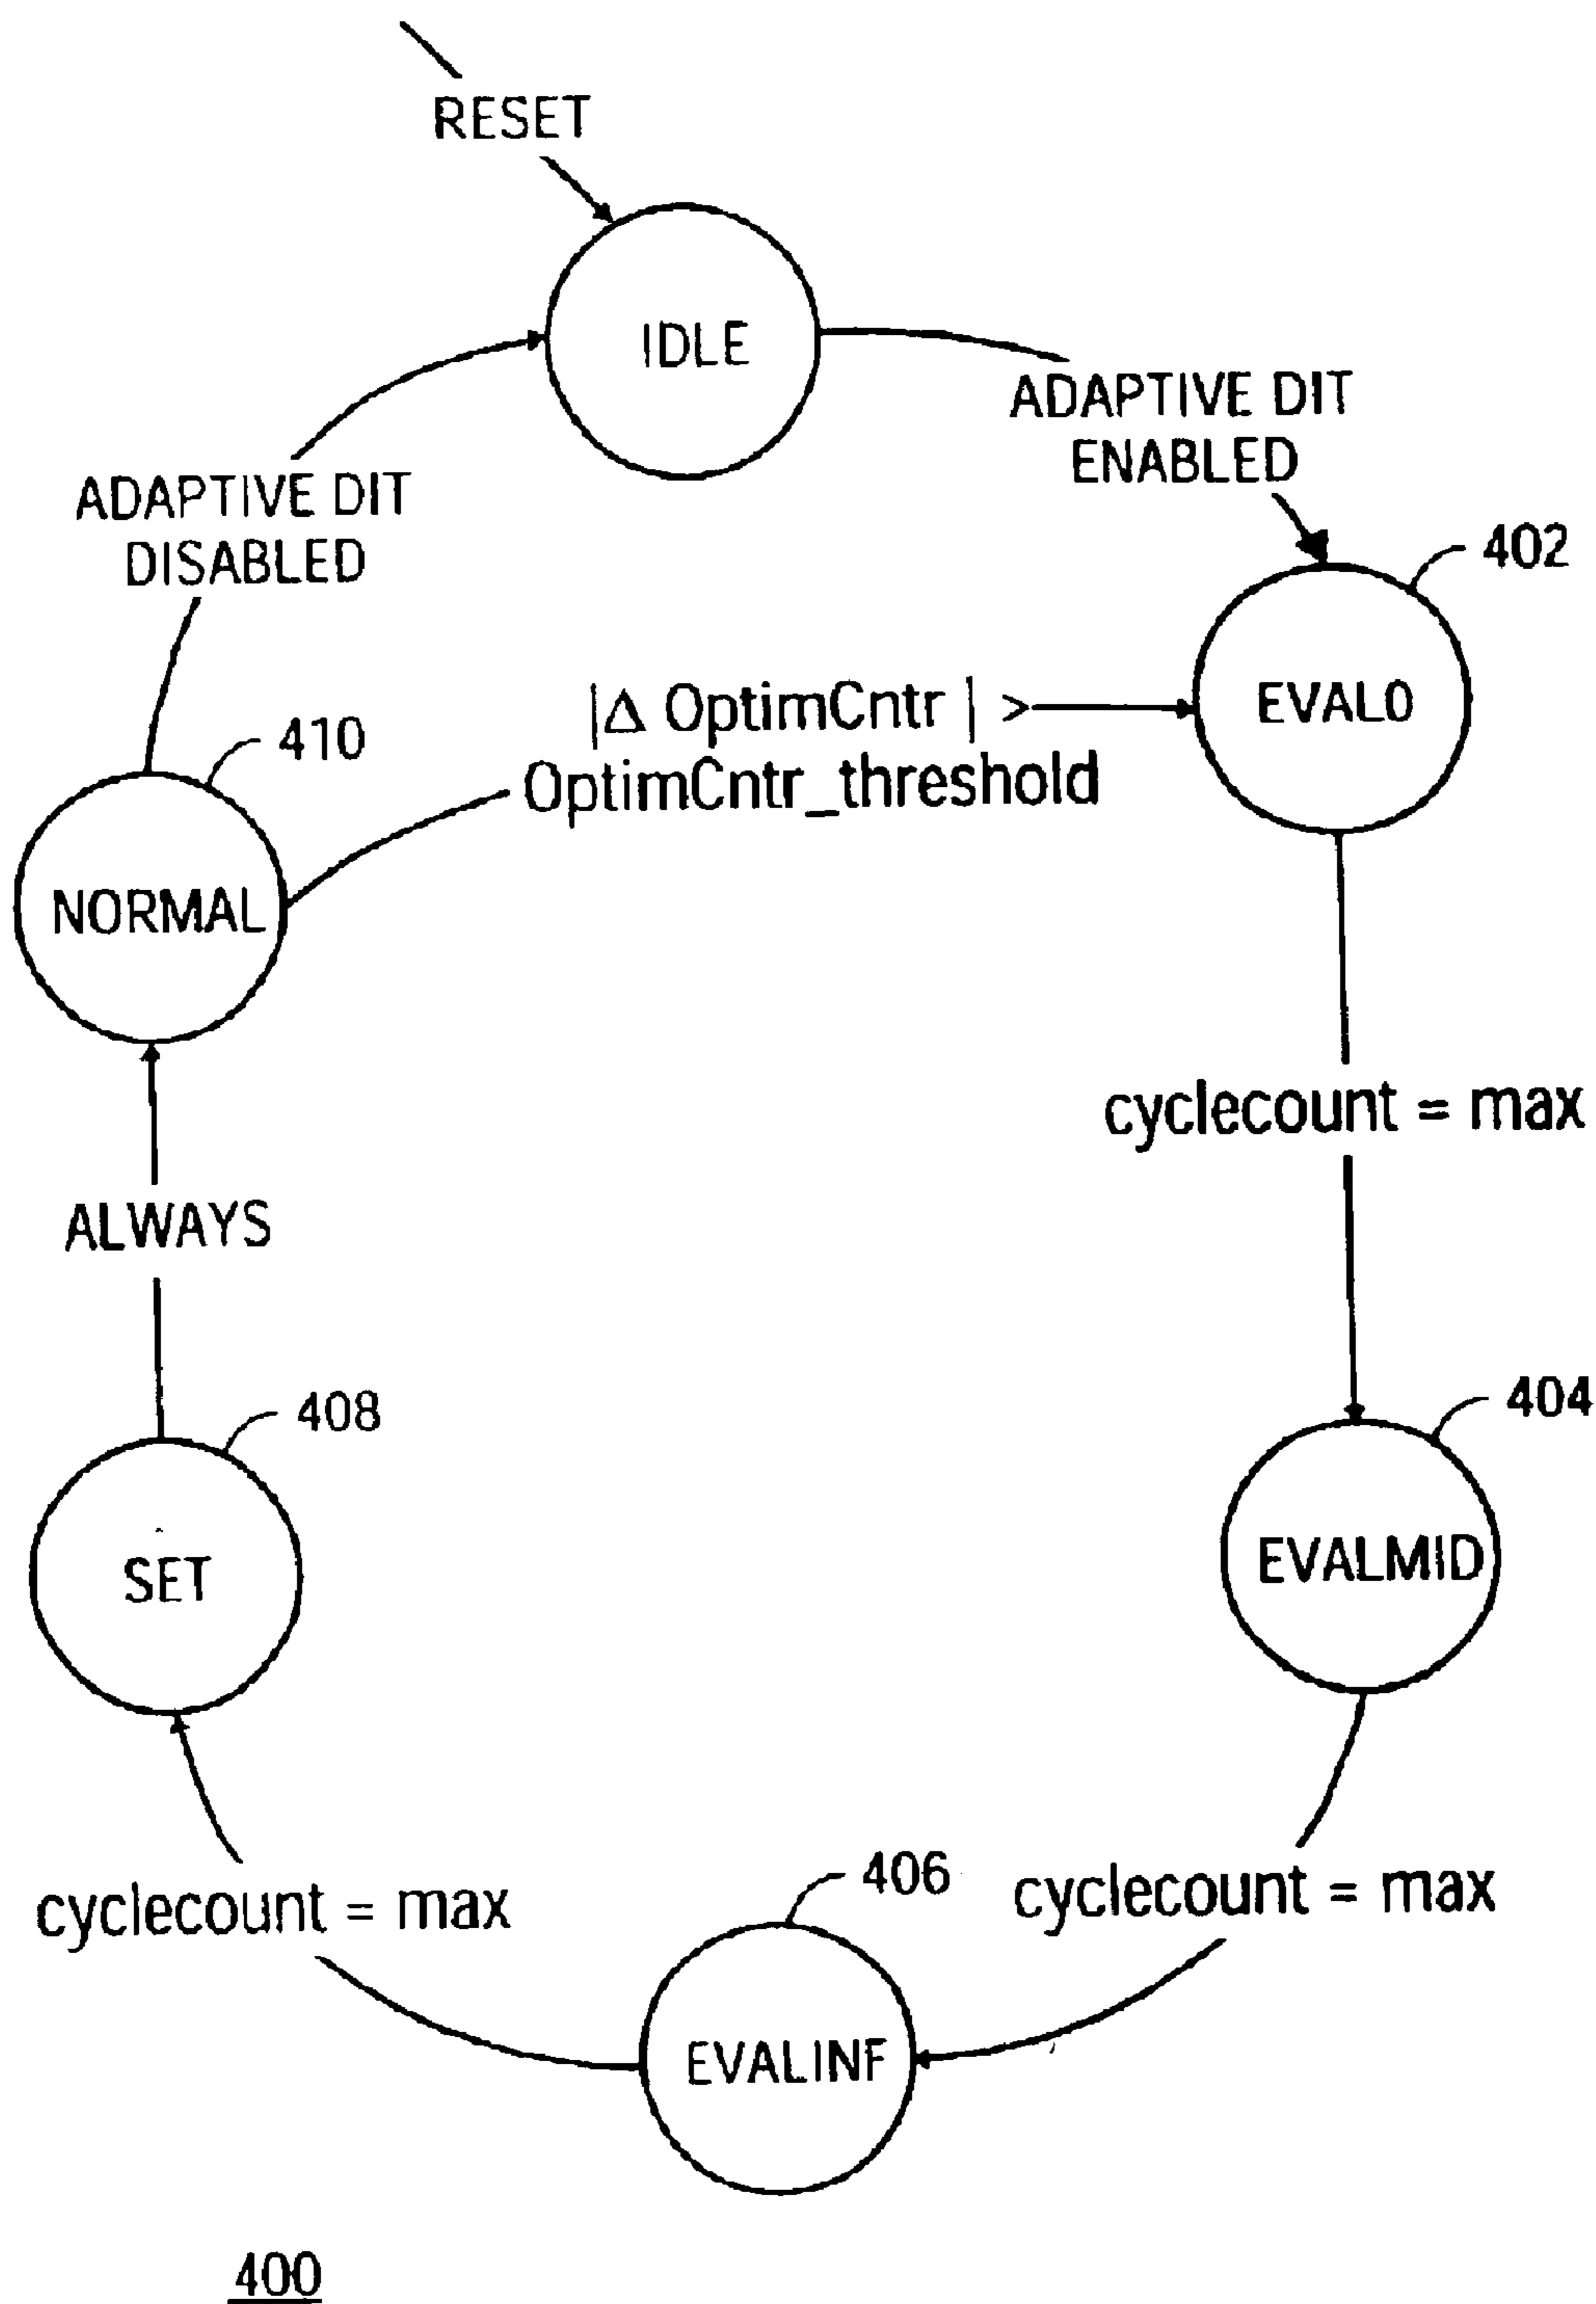 RESET
IDLE
ADAPTIVE DIT
ENABLED
ADAPTIVE DIT
DISABLED
402
EVAL0
|Δ OptimCntr | >
OptimCntr_threshold
410
NORMAL
cyclecount = max
ALWAYS
404
408
EVALMID
SET
406
cyclecount = max
cyclecount = max
EVALINF
400